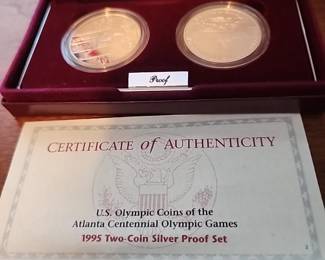 Proof
CERTIFICATE of AUTHENTICITY
U.S. Olympic Coins of the
Atlanta Centennial Olympic Games
1995 Two-Coin Silver Proof Set